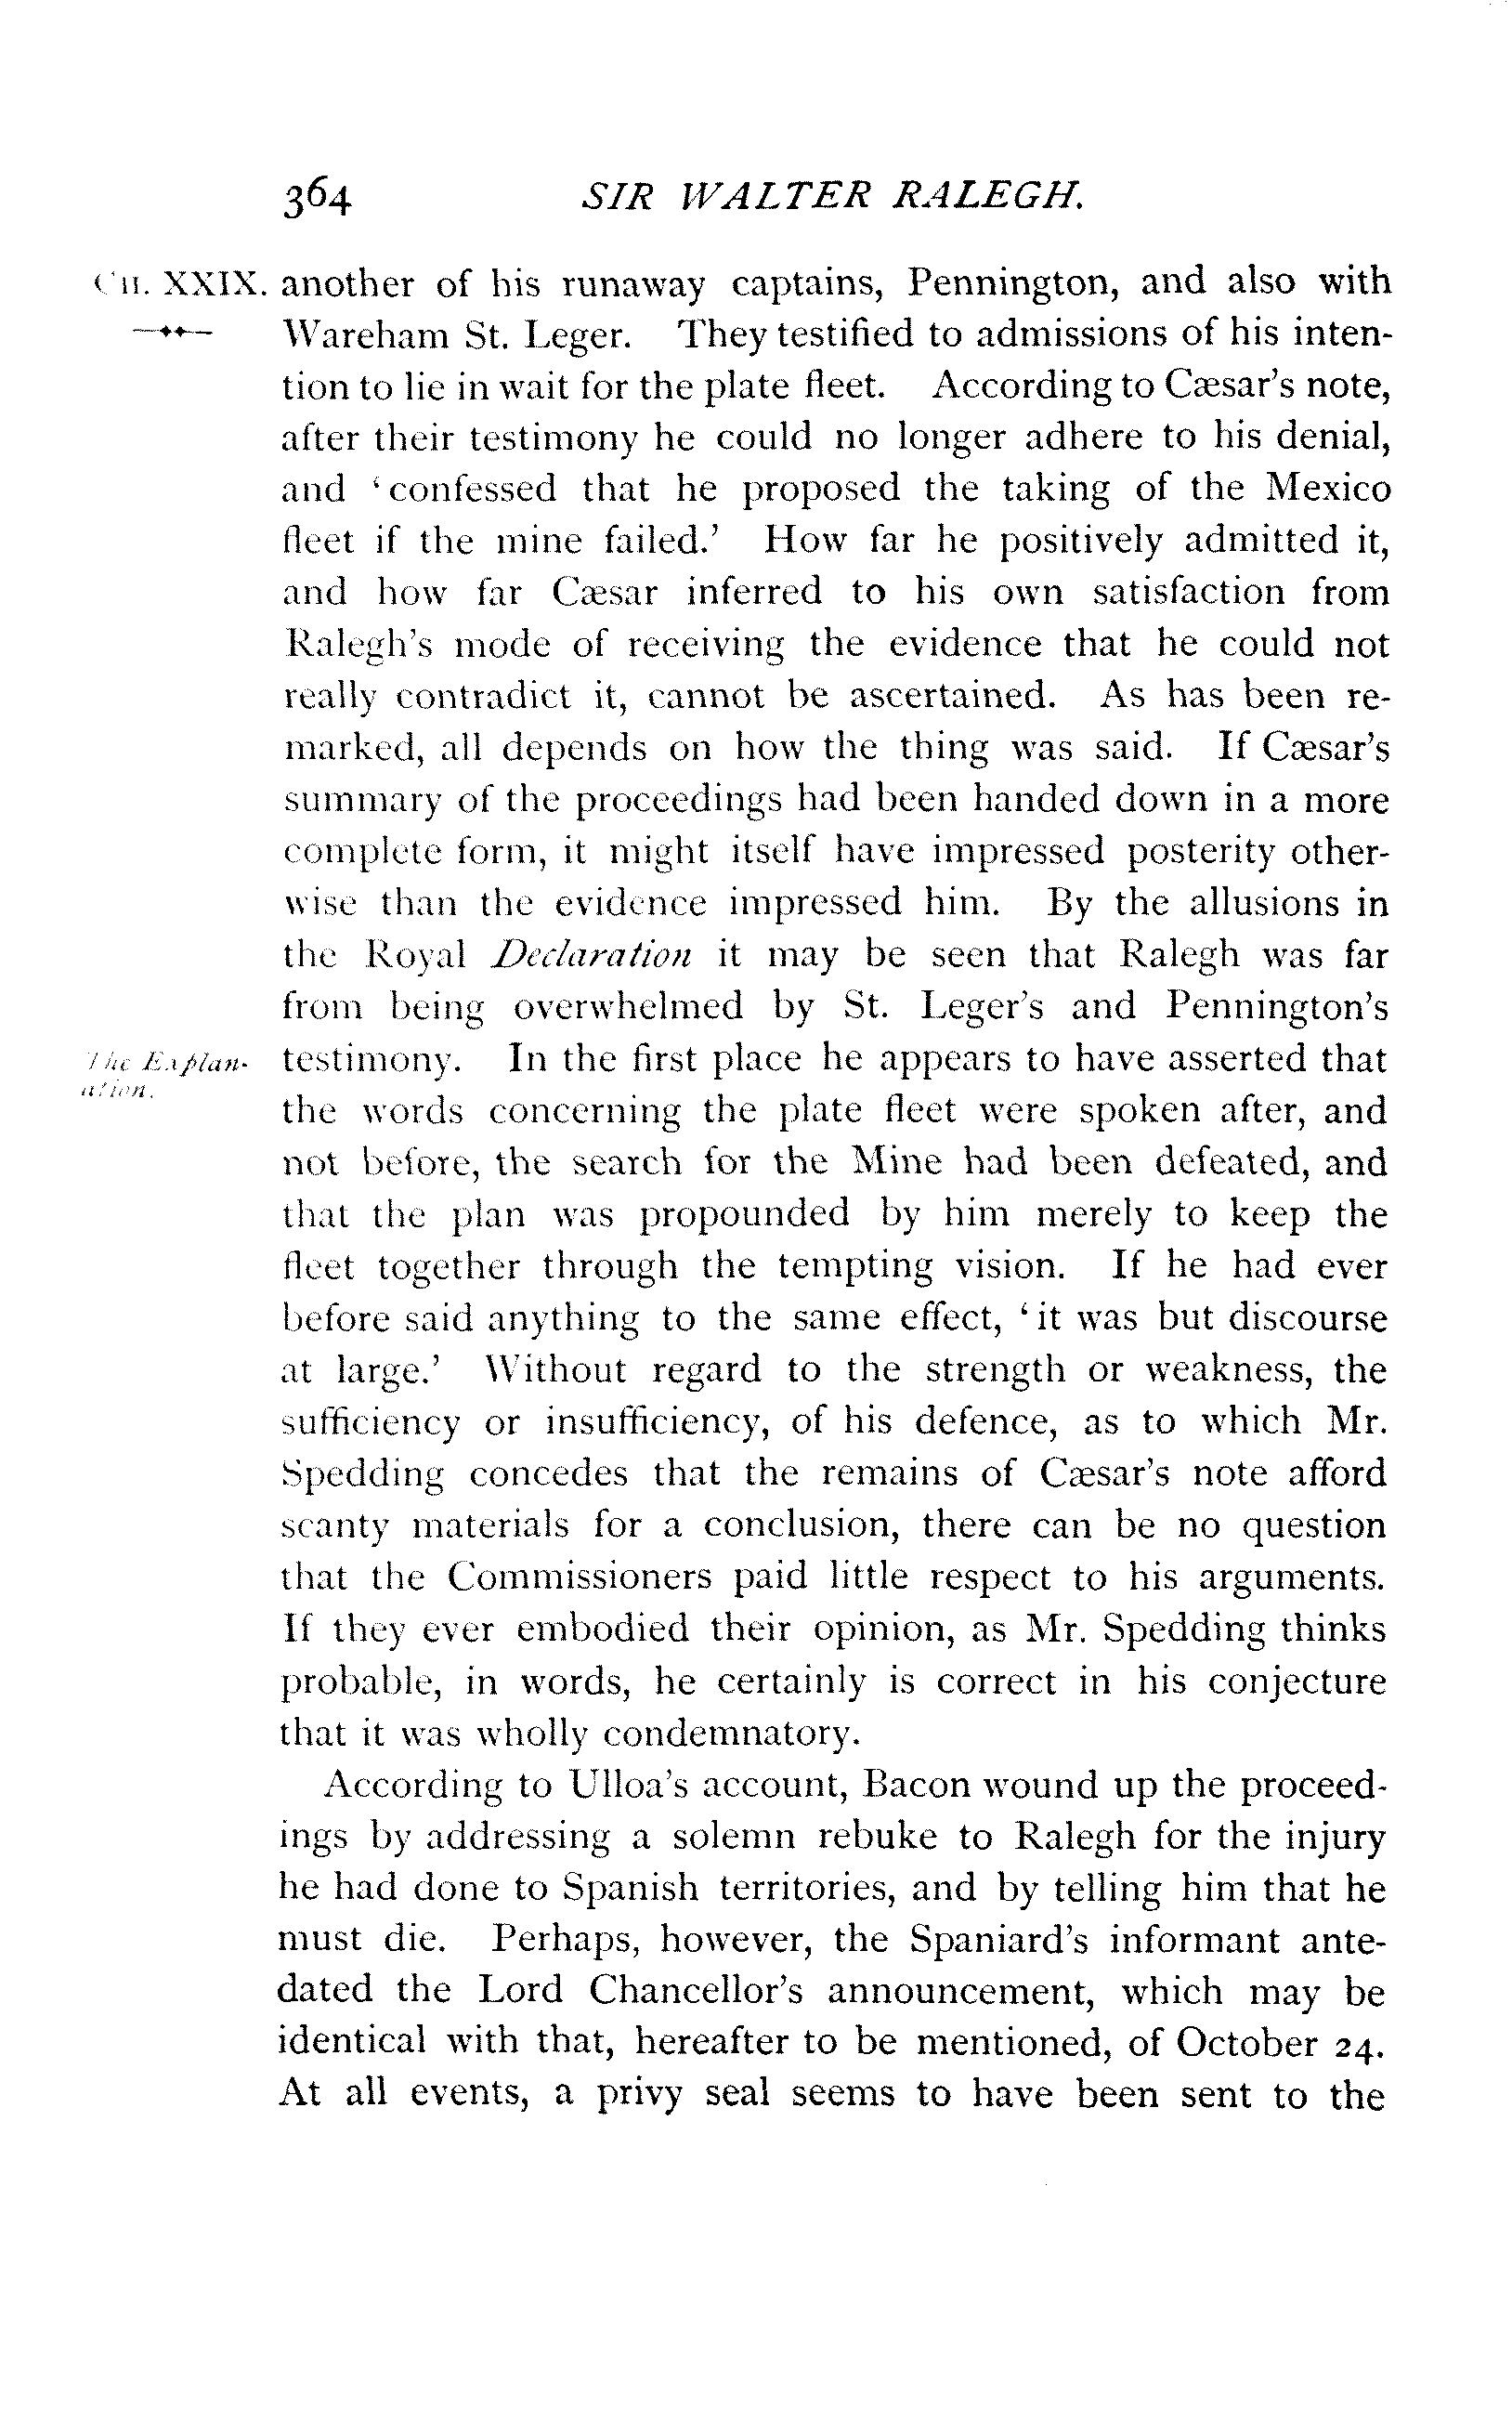 364 SIR WALTER RALEGH.
CH. XXIX. another of his runaway captains, Pennington, and also with
Wareham St. Leger. They testified to admissions of his inten-
tion to lie in wait for the plate fleet. According to Cæsar's note,
after their testimony he could no longer adhere to his denial,
and ‘confessed that he proposed the taking of the Mexico
fleet if the mine failed.’ How far he positively admitted it,
and how far Cæsar inferred to his own satisfaction from
Ralegh's mode of receiving the evidence that he could not
really contradict it, cannot be ascertained. As has been re-
marked, all depends on how the thing was said. If Cæsar's
summary of the proceedings had been handed down in a more
complete form, it might itself have impressed posterity other-
wise than the evidence impressed him. By the allusions in
the Royal Declaration it may be seen that Ralegh was far
from being overwhelmed by St. Leger's and Pennington's
The Explan-
ation.
testimony. In the first place he appears to have asserted that
the words concerning the plate fleet were spoken after, and
not before, the search for the Mine had been defeated, and
that the plan was propounded by him merely to keep the
fleet together through the tempting vision. If he had ever
before said anything to the same effect, ‘it was but discourse
at large.’ Without regard to the strength or weakness, the
sufficiency or insufficiency, of his defence, as to which Mr.
Spedding concedes that the remains of Cæsar's note afford
scanty materials for a conclusion, there can be no question
that the Commissioners paid little respect to his arguments.
If they ever embodied their opinion, as Mr. Spedding thinks
probable, in words, he certainly is correct in his conjecture
that it was wholly condemnatory.
According to Ulloa's account, Bacon wound up the proceed-
ings by addressing a solemn rebuke to Ralegh for the injury
he had done to Spanish territories, and by telling him that he
must die. Perhaps, however, the Spaniard's informant ante-
dated the Lord Chancellor's announcement, which may be
identical with that, hereafter to be mentioned, of October 24.
At all events, a privy seal seems to have been sent to the